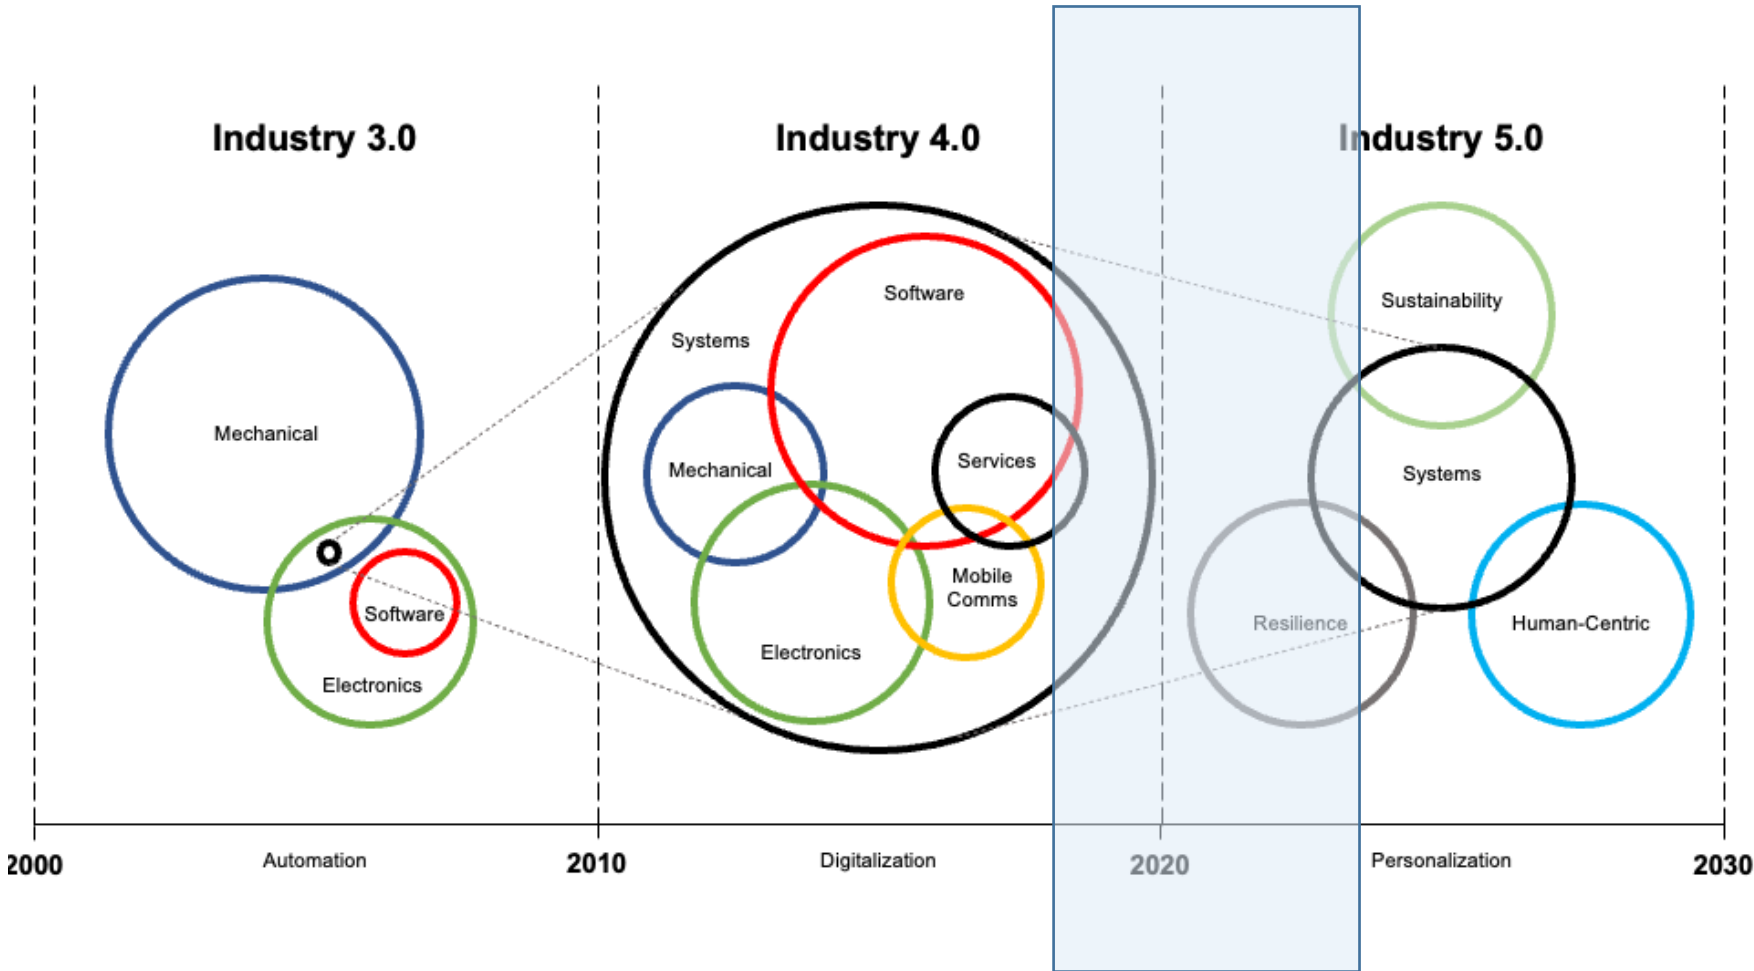 Industry 3.0
Industry 4.0
Industry 5.0
Mechanical
Software
Electronics
Software
Systems
Mechanical
Services
Mobile
Comms
Electronics
Sustainability
Systems
Resilience
Human-Centric
2000
Automation
2010
Digitalization
2020
Personalization
2030